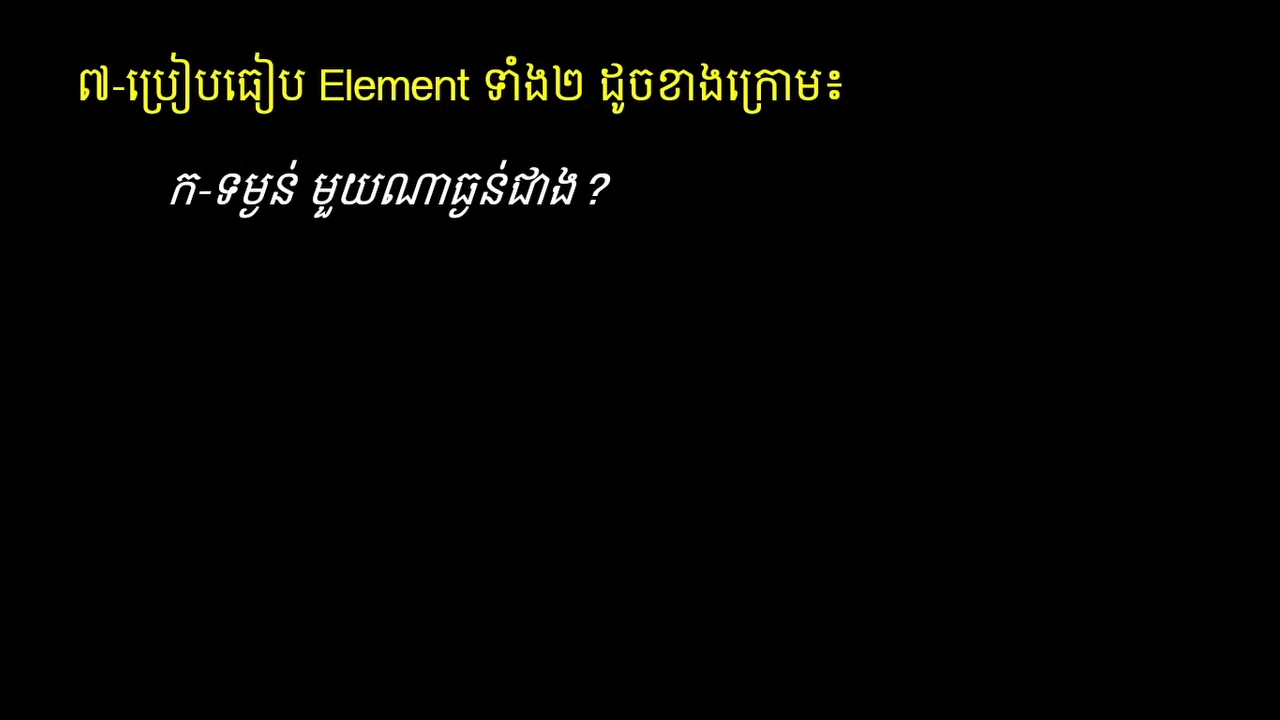 ៧-ប្រៀបធៀប Element ទាំង២ ដូចខាងក្រោម៖
ក-ទម្ងន់ មួយណាធ្ងន់ជាង ?